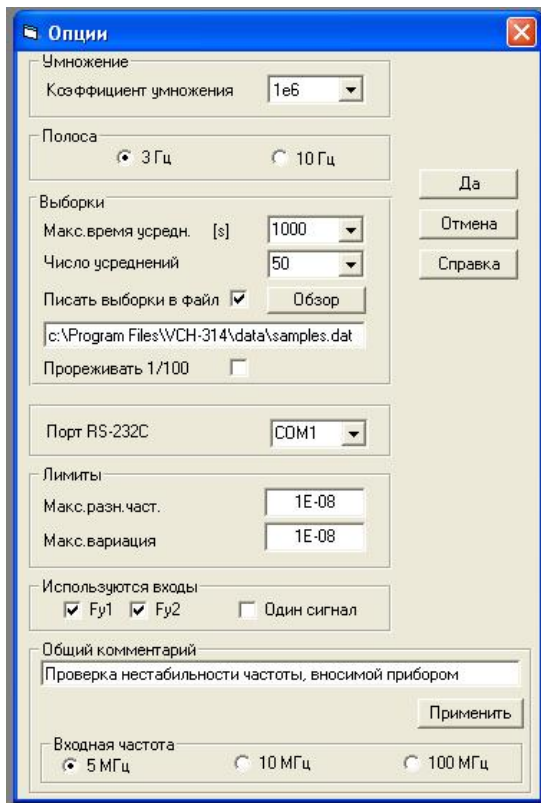 Опции
Умножение
Коэффициент умножения 1e6
Полоса
3 Гц 10 Гц
Да
Выборки
Макс.время усредн. [s] 1000
Отмена
Число усреднений 50
Справка
Писать выборки в файл Обзор
c:\Program Files\VCH-314\data\samples.dat
Прореживать 1/100
Порт RS-232C COM1
Лимиты
Макс.разн.част. 1E-08
Макс.вариация 1E-08
Используются входы
Fy1 Fy2 Один сигнал
Общий комментарий
Проверка нестабильности частоты, вносимой прибором
Применить
Входная частота
5 МГц 10 МГц 100 МГц